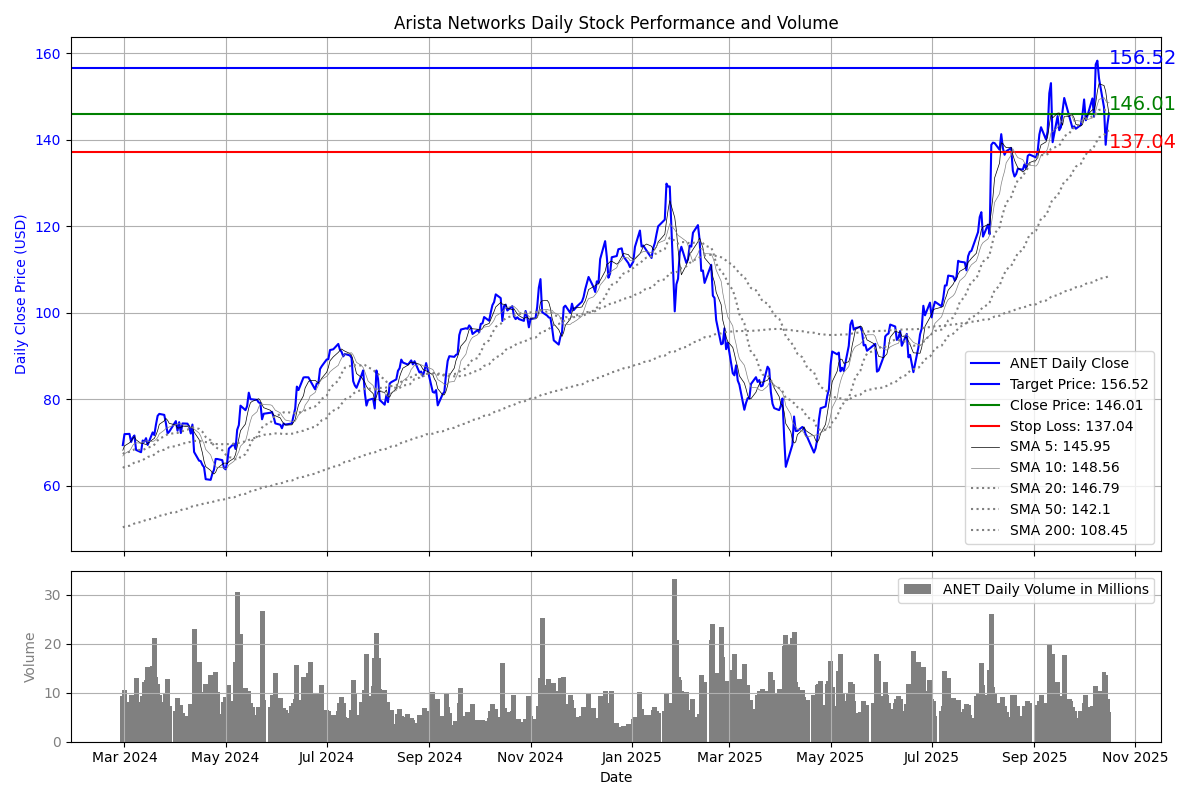 Arista Networks Daily Stock Performance and Volume
160
156.52
146.01
140
137.04
120
100
80
60
Daily Close Price (USD)
ANET Daily Close
Target Price: 156.52
Close Price: 146.01
Stop Loss: 137.04
SMA 5: 145.95
SMA 10: 148.56
SMA 20: 146.79
SMA 50: 142.1
SMA 200: 108.45
30
20
10
0
Volume
ANET Daily Volume in Millions
Mar 2024 May 2024 Jul 2024 Sep 2024 Nov 2024 Jan 2025 Mar 2025 May 2025 Jul 2025 Sep 2025 Nov 2025
Date